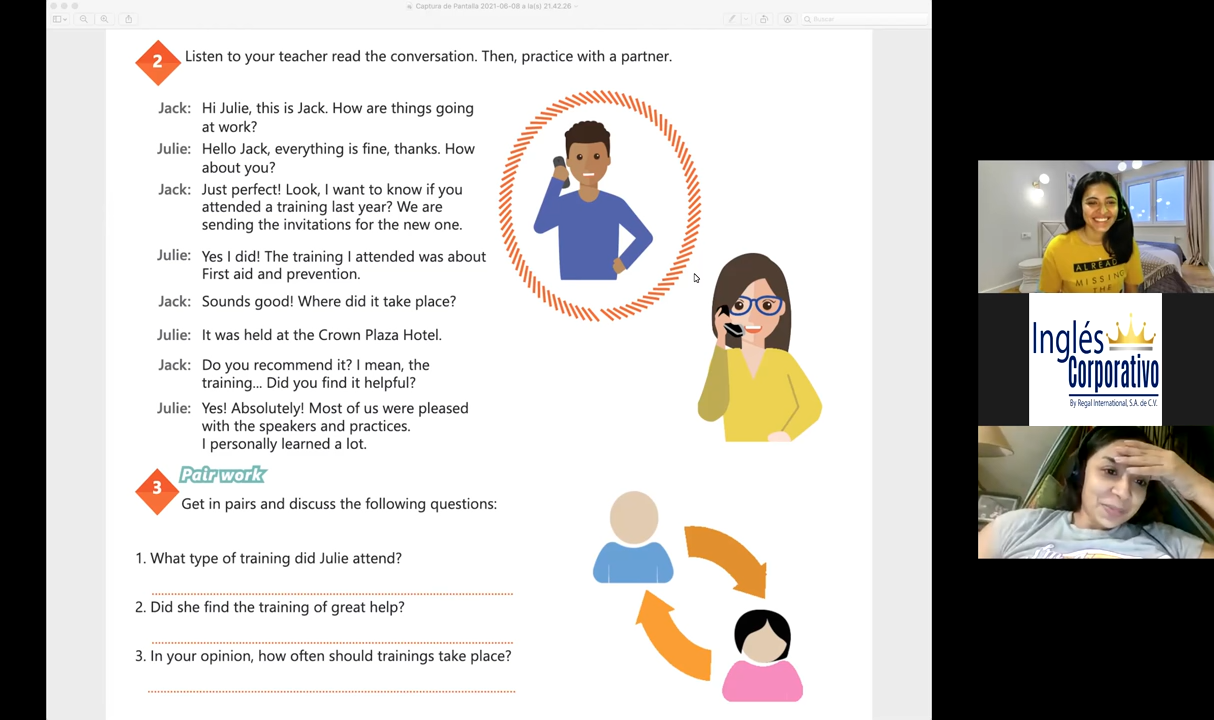 Captura de Pantalla 2021-06-08 a la(s) 21.42.26
Buscar
2 Listen to your teacher read the conversation. Then, practice with a partner.
Jack: Hi Julie, this is Jack. How are things going
at work?
Julie: Hello Jack, everything is fine, thanks. How
about you?
Jack: Just perfect! Look, I want to know if you
attended a training last year? We are
sending the invitations for the new one.
Julie: Yes I did! The training I attended was about
First aid and prevention.
Jack: Sounds good! Where did it take place?
Julie: It was held at the Crown Plaza Hotel.
Jack: Do you recommend it? I mean, the
training... Did you find it helpful?
Julie: Yes! Absolutely! Most of us were pleased
with the speakers and practices.
I personally learned a lot.
3 Pair work
Get in pairs and discuss the following questions:
1. What type of training did Julie attend?
2. Did she find the training of great help?
3. In your opinion, how often should trainings take place?
ALREADY
MISSING
THE
Inglés
Corporativo
By Regal International, S.A. de C.V.